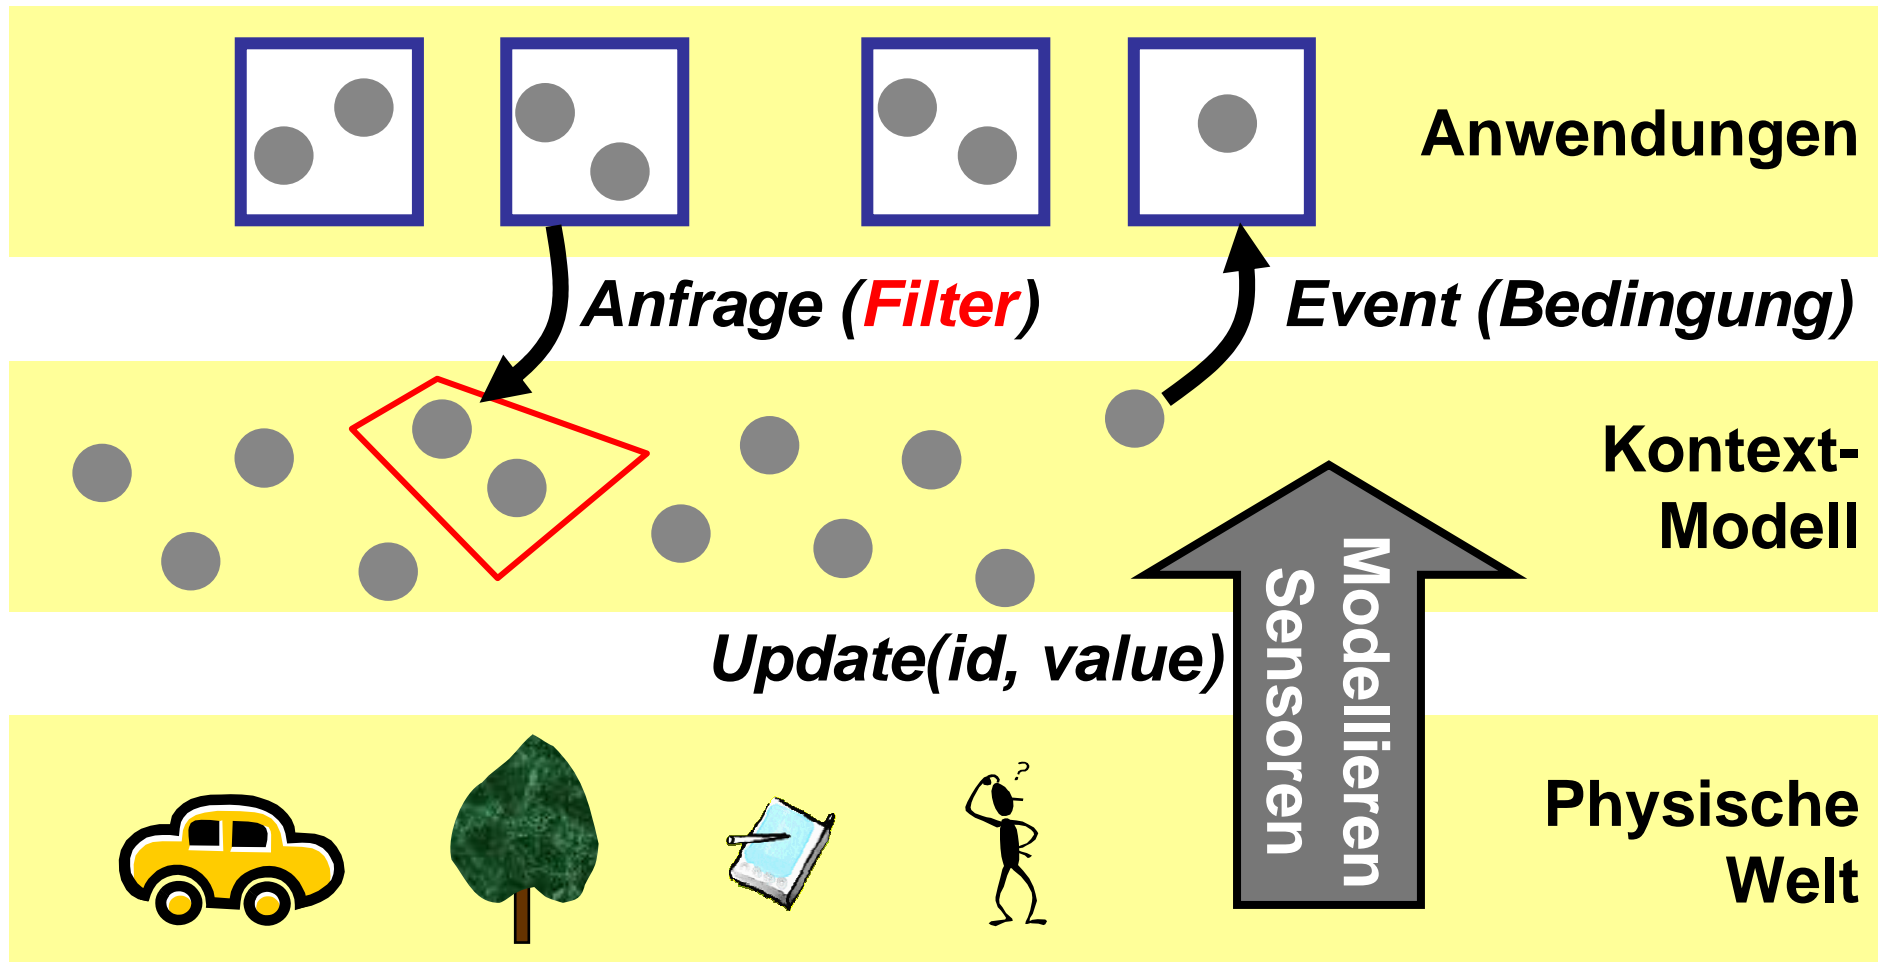 Anwendungen
Anfrage (Filter)
Event (Bedingung)
Kontext-
Modell
Modellieren
Sensoren
Update(id, value)
?
Physische
Welt